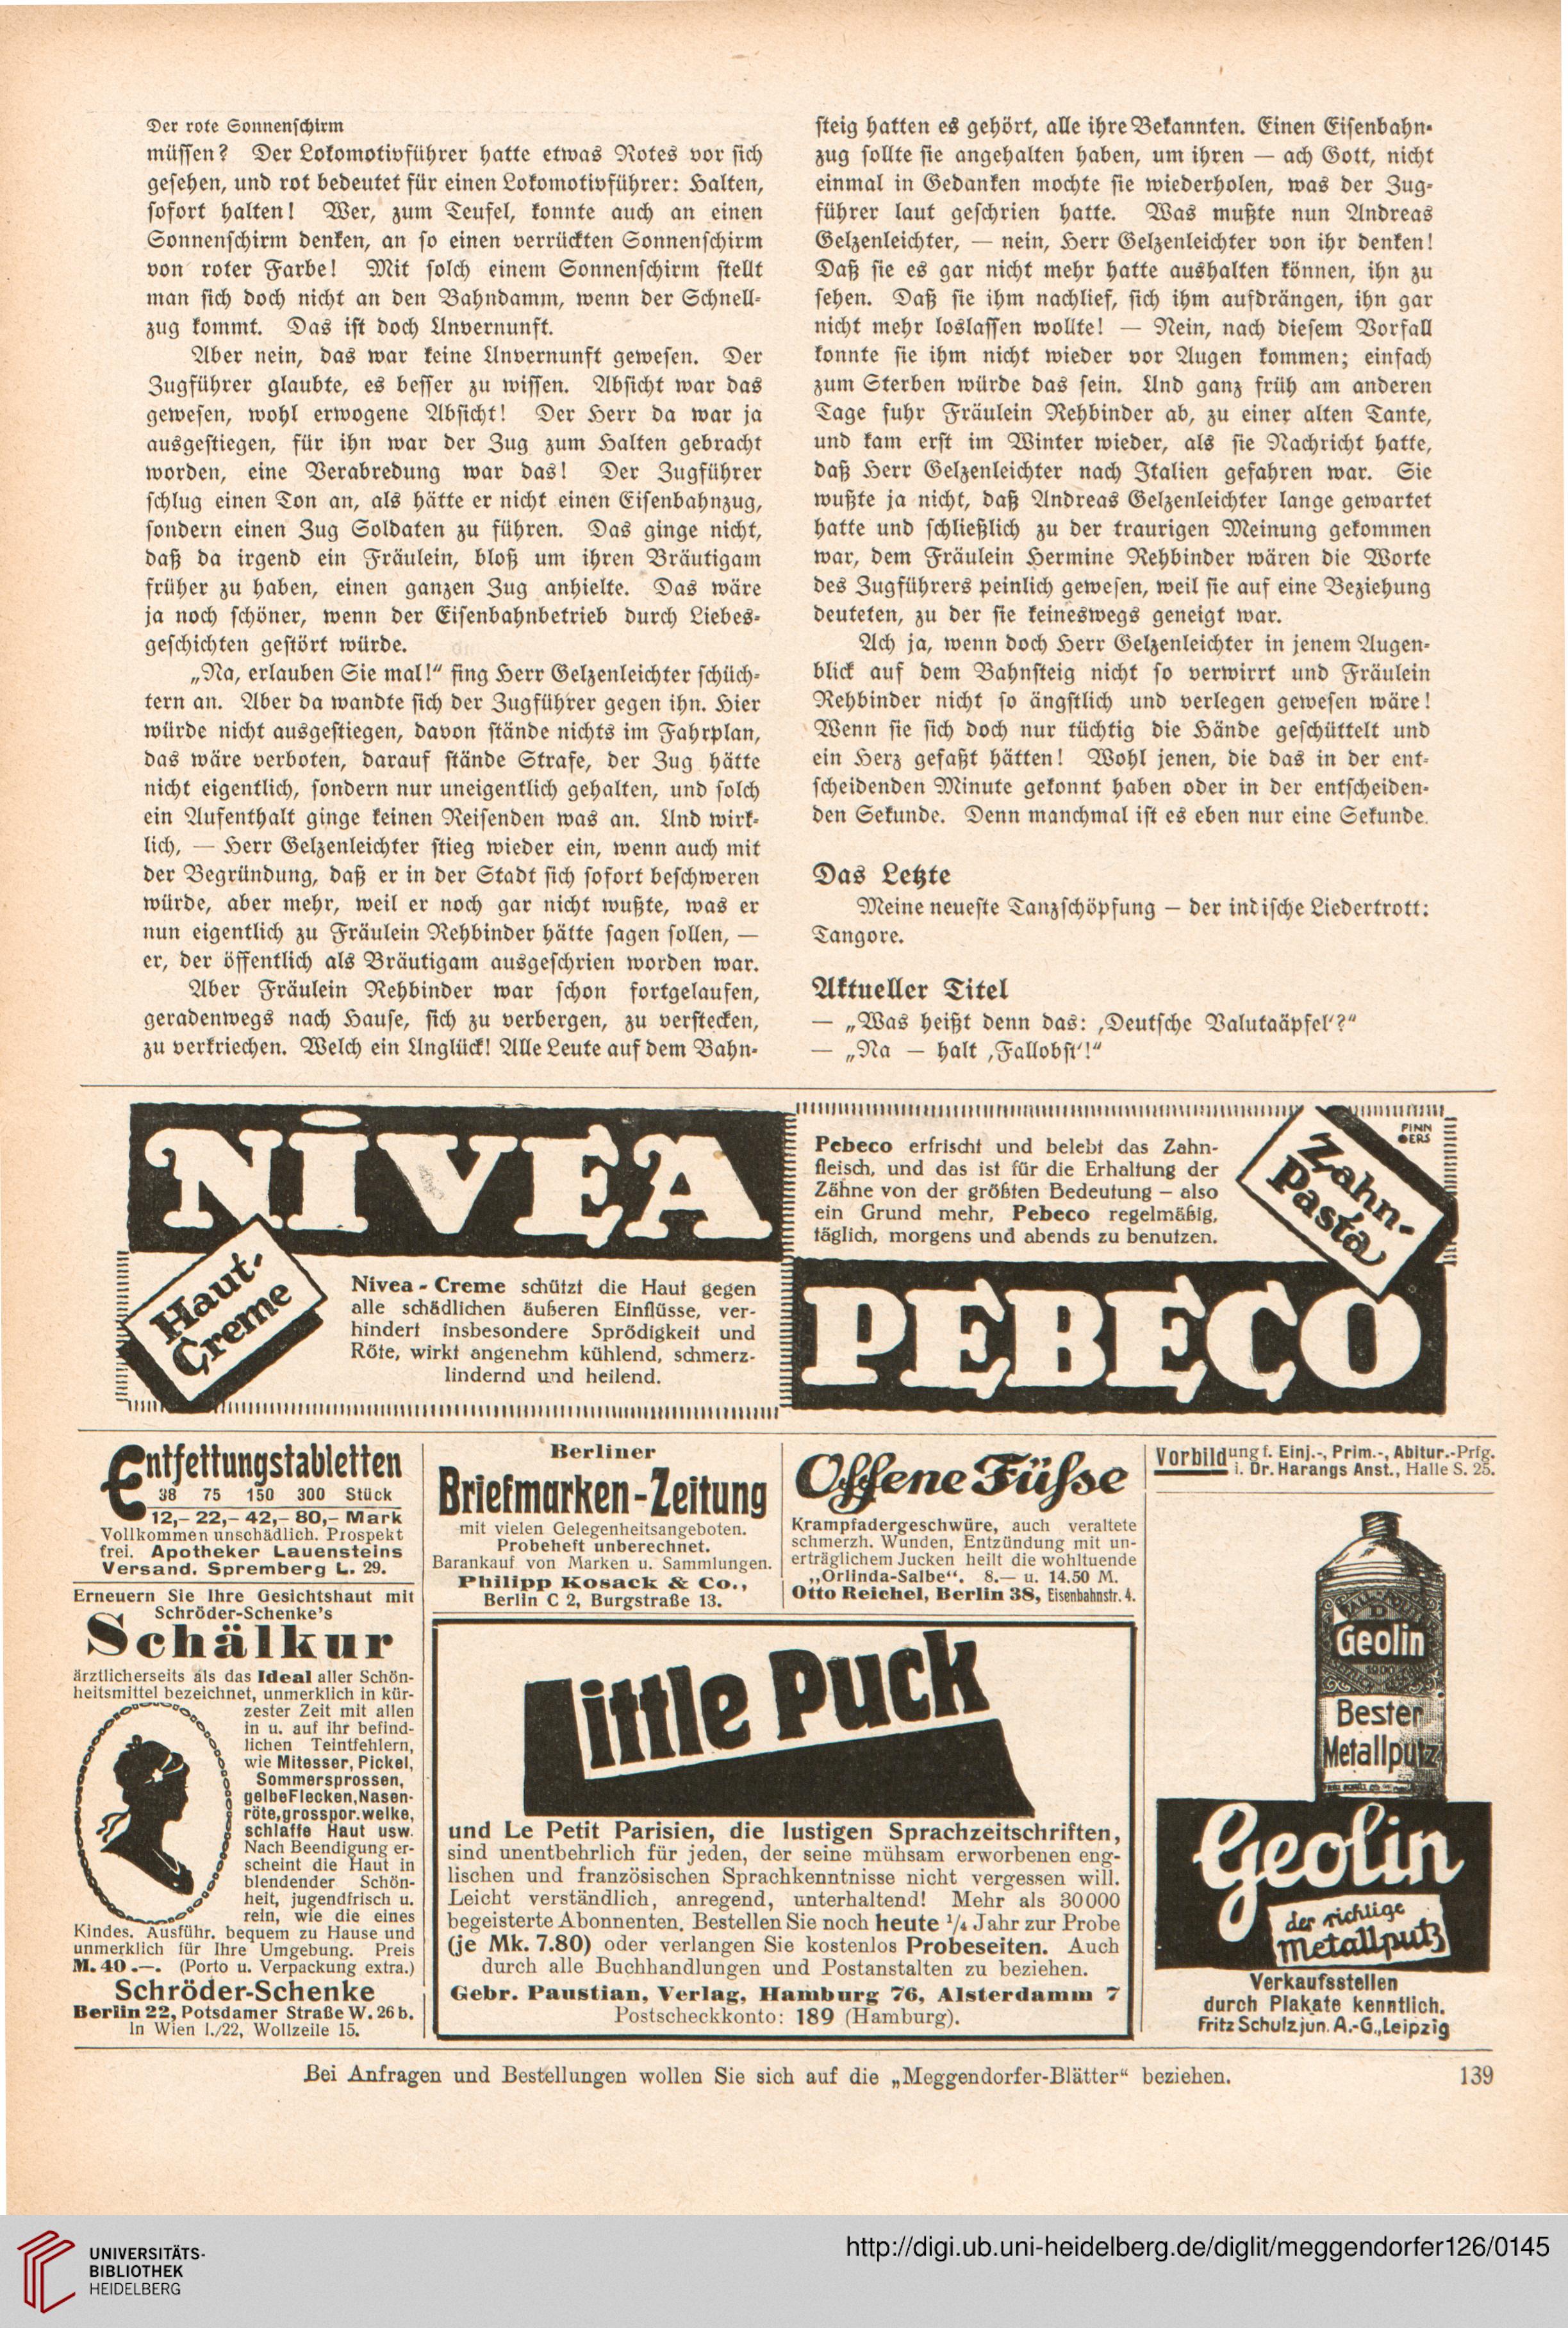 Der rote Sonnenschirm
müssen? Der Lokomotivführer hatte etwas Rotes vor sich
gesehen, und rot bedeutet für einen Lokomotivführer: Halten,
sofort halten! Wer, zum Teufel, konnte auch an einen
Sonnenschirm denken, an so einen verrückten Sonnenschirm
von roter Farbe! Mit solch einem Sonnenschirm stellt
man sich doch nicht an den Bahndamm, wenn der Schnell-
zug kommt. Das ist doch Unvernunft.
Aber nein, das war keine Unvernunft gewesen. Der
Zugführer glaubte, es besser zu wissen. Absicht war das
gewesen, wohl erwogene Absicht! Der Herr da war ja
ausgestiegen, für ihn war der Zug zum Halten gebracht
worden, eine Verabredung war das! Der Zugführer
schlug einen Ton an, als hätte er nicht einen Eisenbahnzug,
sondern einen Zug Soldaten zu führen. Das ginge nicht,
daß da irgend ein Fräulein, bloß um ihren Bräutigam
früher zu haben, einen ganzen Zug anhielte. Das wäre
ja noch schöner, wenn der Eisenbahnbetrieb durch Liebes-
geschichten gestört würde.
„Na, erlauben Sie mal!“ fing Herr Gelzenleichter schüch-
tern an. Aber da wandte sich der Zugführer gegen ihn. Hier
würde nicht ausgestiegen, davon stände nichts im Fahrplan,
das wäre verboten, darauf stände Strafe, der Zug hätte
nicht eigentlich, sondern nur uneigentlich gehalten, und solch
ein Aufenthalt ginge keinen Reisenden was an. Und wirk-
lich, — Herr Gelzenleichter stieg wieder ein, wenn auch mit
der Begründung, daß er in der Stadt sich sofort beschweren
würde, aber mehr, weil er noch gar nicht wußte, was er
nun eigentlich zu Fräulein Rehbinder hätte sagen sollen, —
er, der öffentlich als Bräutigam ausgeschrien worden war.
Aber Fräulein Rehbinder war schon fortgelaufen,
geradenwegs nach Hause, sich zu verbergen, zu verstecken,
zu verkriechen. Welch ein Unglück! Alle Leute auf dem Bahn-
steig hatten es gehört, alle ihre Bekannten. Einen Eisenbahn-
zug sollte sie angehalten haben, um ihren — ach Gott, nicht
einmal in Gedanken mochte sie wiederholen, was der Zug-
führer laut geschrien hatte. Was mußte nun Andreas
Gelzenleichter, — nein, Herr Gelzenleichter von ihr denken!
Daß sie es gar nicht mehr hatte aushalten können, ihn zu
sehen. Daß sie ihm nachlief, sich ihm aufdrängen, ihn gar
nicht mehr loslassen wollte! — Nein, nach diesem Vorfall
konnte sie ihm nicht wieder vor Augen kommen; einfach
zum Sterben würde das sein. Und ganz früh am anderen
Tage fuhr Fräulein Rehbinder ab, zu einer alten Tante,
und kam erst im Winter wieder, als sie Nachricht hatte,
daß Herr Gelzenleichter nach Italien gefahren war. Sie
wußte ja nicht, daß Andreas Gelzenleichter lange gewartet
hatte und schließlich zu der traurigen Meinung gekommen
war, dem Fräulein Hermine Rehbinder wären die Worte
des Zugführers peinlich gewesen, weil sie auf eine Beziehung
deuteten, zu der sie keineswegs geneigt war.
Ach ja, wenn doch Herr Gelzenleichter in jenem Augen-
blick auf dem Bahnsteig nicht so verwirrt und Fräulein
Rehbinder nicht so ängstlich und verlegen gewesen wäre!
Wenn sie sich doch nur tüchtig die Hände geschüttelt und
ein Herz gefaßt hätten! Wohl jenen, die das in der ent-
scheidenden Minute gekonnt haben oder in der entscheiden-
den Sekunde. Denn manchmal ist es eben nur eine Sekunde.
Das Letzte
Meine neueste Tanzschöpfung — der indische Liedertrott:
Tangore.
Aktueller Titel
— „Was heißt denn das: ‚Deutsche Valutaäpfel‘?“
— „Na — halt ‚Fallobst‘!“
NIVEA
Haut-
Creme
Nivea-Creme schützt die Haut gegen
alle schädlichen äußeren Einflüsse, ver-
hindert insbesondere Sprödigkeit und
Röte, wirkt angenehm kühlend, schmerz-
lindernd und heilend.
Pebeco erfrischt und belebt das Zahn-
fleisch, und das ist für die Erhaltung der
Zähne von der größten Bedeutung — also
ein Grund mehr, Pebeco regelmäßig,
täglich, morgens und abends zu benutzen.
Zahn-
pasta
PINN
ERS
PEBECO
Entfettungstabletten
38 75 150 300 Stück
12,– 22,– 42,– 80,– Mark
Vollkommen unschädlich. Prospekt
frei. Apotheker Lauensteins
Versand, Spremberg L. 29.
Erneuern Sie Ihre Gesichtshaut mit
Schröder-Schenke's
Schälkur
ärztlicherseits als das Ideal aller Schön-
heitsmittel bezeichnet, unmerklich in kür-
zester Zeit mit allen
in u. auf ihr befind-
lichen Teintfehlern,
wie Mitesser, Pickel,
Sommersprossen,
gelbe Flecken, Nasen-
röte, grosspor. welke,
schlaffe Haut usw.
Nach Beendigung er-
scheint die Haut in
blendender Schön-
heit, jugendfrisch u.
rein, wie die eines
Kindes. Ausführ. bequem zu Hause und
unmerklich für Ihre Umgebung. Preis
M. 40.—. (Porto u. Verpackung extra.)
Schröder-Schenke
Berlin 22, Potsdamer Straße W. 26 b.
In Wien I./22, Wollzeile 15.
Berliner
Briefmarken-Zeitung
mit vielen Gelegenheitsangeboten.
Probeheft unberechnet.
Barankauf von Marken u. Sammlungen.
Philipp Kosack & Co.,
Berlin C 2, Burgstraße 13.
Offene Füße
Krampfadergeschwüre, auch veraltete
schmerzh. Wunden, Entzündung mit un-
erträglichem Jucken heilt die wohltuende
„Orlinda-Salbe“. 8.— u. 14.50 M.
Otto Reichel, Berlin 38, Eisenbahnstr. 4.
little Puck
und Le Petit Parisien, die lustigen Sprachzeitschriften,
sind unentbehrlich für jeden, der seine mühsam erworbenen eng-
lischen und französischen Sprachkenntnisse nicht vergessen will.
Leicht verständlich, anregend, unterhaltend! Mehr als 30000
begeisterte Abonnenten. Bestellen Sie noch heute ¼ Jahr zur Probe
(je Mk. 7.80) oder verlangen Sie kostenlos Probeseiten. Auch
durch alle Buchhandlungen und Postanstalten zu beziehen.
Gebr. Paustian, Verlag, Hamburg 76, Alsterdamm 7
Postscheckkonto: 189 (Hamburg).
Vorbildung f. Einj.-, Prim.-, Abitur.-Prfg.
i. Dr. Harangs Anst., Halle S. 25.
Geolin
1900
Bester
Metallputz
Geolin
der richtige
Metallputz
Verkaufsstellen
durch Plakate kenntlich.
Fritz Schulz jun. A.-G., Leipzig
Bei Anfragen und Bestellungen wollen Sie sich auf die „Meggendorfer-Blätter“ beziehen.
139
UNIVERSITÄTS-
BIBLIOTHEK
HEIDELBERG
http://digi.ub.uni-heidelberg.de/diglit/meggendorfer126/0145